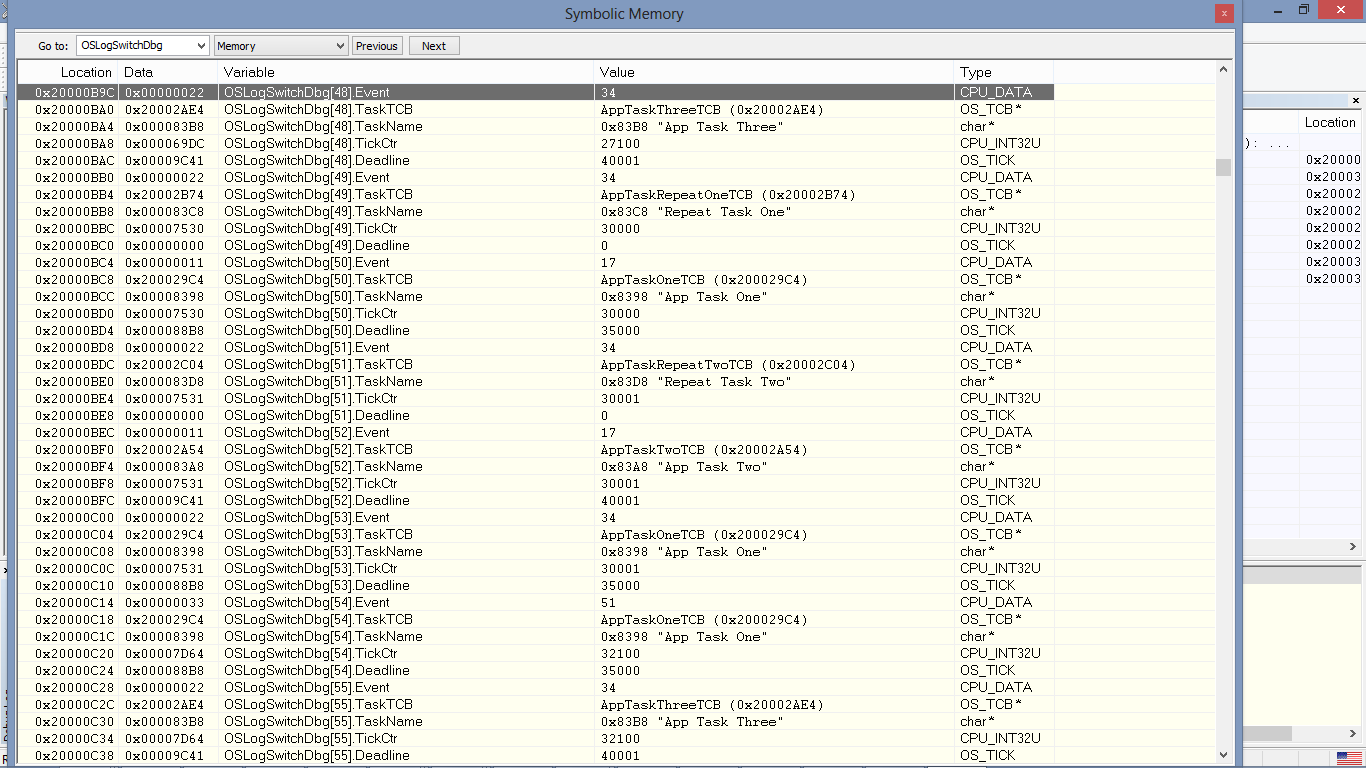 Symbolic Memory
x
Go to: OSLogSwitchDbg Memory Previous Next
Location Data Variable Value Type
0x20000B9C 0x00000022 OSLogSwitchDbg[48].Event 34 CPU_DATA
0x20000BA0 0x20002AE4 OSLogSwitchDbg[48].TaskTCB AppTaskThreeTCB (0x20002AE4) OS_TCB*
0x20000BA4 0x000083B8 OSLogSwitchDbg[48].TaskName 0x83B8 "App Task Three" char*
0x20000BA8 0x000069DC OSLogSwitchDbg[48].TickCtr 27100 CPU_INT32U
0x20000BAC 0x00009C41 OSLogSwitchDbg[48].Deadline 40001 OS_TICK
0x20000BB0 0x00000022 OSLogSwitchDbg[49].Event 34 CPU_DATA
0x20000BB4 0x20002B74 OSLogSwitchDbg[49].TaskTCB AppTaskRepeatOneTCB (0x20002B74) OS_TCB*
0x20000BB8 0x000083C8 OSLogSwitchDbg[49].TaskName 0x83C8 "Repeat Task One" char*
0x20000BBC 0x00007530 OSLogSwitchDbg[49].TickCtr 30000 CPU_INT32U
0x20000BC0 0x00000000 OSLogSwitchDbg[49].Deadline 0 OS_TICK
0x20000BC4 0x00000011 OSLogSwitchDbg[50].Event 17 CPU_DATA
0x20000BC8 0x200029C4 OSLogSwitchDbg[50].TaskTCB AppTaskOneTCB (0x200029C4) OS_TCB*
0x20000BCC 0x00008398 OSLogSwitchDbg[50].TaskName 0x8398 "App Task One" char*
0x20000BD0 0x00007530 OSLogSwitchDbg[50].TickCtr 30000 CPU_INT32U
0x20000BD4 0x000088B8 OSLogSwitchDbg[50].Deadline 35000 OS_TICK
0x20000BD8 0x00000022 OSLogSwitchDbg[51].Event 34 CPU_DATA
0x20000BDC 0x20002C04 OSLogSwitchDbg[51].TaskTCB AppTaskRepeatTwoTCB (0x20002C04) OS_TCB*
0x20000BE0 0x000083D8 OSLogSwitchDbg[51].TaskName 0x83D8 "Repeat Task Two" char*
0x20000BE4 0x00007531 OSLogSwitchDbg[51].TickCtr 30001 CPU_INT32U
0x20000BE8 0x00000000 OSLogSwitchDbg[51].Deadline 0 OS_TICK
0x20000BEC 0x00000011 OSLogSwitchDbg[52].Event 17 CPU_DATA
0x20000BF0 0x20002A54 OSLogSwitchDbg[52].TaskTCB AppTaskTwoTCB (0x20002A54) OS_TCB*
0x20000BF4 0x000083A8 OSLogSwitchDbg[52].TaskName 0x83A8 "App Task Two" char*
0x20000BF8 0x00007531 OSLogSwitchDbg[52].TickCtr 30001 CPU_INT32U
0x20000BFC 0x00009C41 OSLogSwitchDbg[52].Deadline 40001 OS_TICK
0x20000C00 0x00000022 OSLogSwitchDbg[53].Event 34 CPU_DATA
0x20000C04 0x200029C4 OSLogSwitchDbg[53].TaskTCB AppTaskOneTCB (0x200029C4) OS_TCB*
0x20000C08 0x00008398 OSLogSwitchDbg[53].TaskName 0x8398 "App Task One" char*
0x20000C0C 0x00007531 OSLogSwitchDbg[53].TickCtr 30001 CPU_INT32U
0x20000C10 0x000088B8 OSLogSwitchDbg[53].Deadline 35000 OS_TICK
0x20000C14 0x00000033 OSLogSwitchDbg[54].Event 51 CPU_DATA
0x20000C18 0x200029C4 OSLogSwitchDbg[54].TaskTCB AppTaskOneTCB (0x200029C4) OS_TCB*
0x20000C1C 0x00008398 OSLogSwitchDbg[54].TaskName 0x8398 "App Task One" char*
0x20000C20 0x00007D64 OSLogSwitchDbg[54].TickCtr 32100 CPU_INT32U
0x20000C24 0x000088B8 OSLogSwitchDbg[54].Deadline 35000 OS_TICK
0x20000C28 0x00000022 OSLogSwitchDbg[55].Event 34 CPU_DATA
0x20000C2C 0x20002AE4 OSLogSwitchDbg[55].TaskTCB AppTaskThreeTCB (0x20002AE4) OS_TCB*
0x20000C30 0x000083B8 OSLogSwitchDbg[55].TaskName 0x83B8 "App Task Three" char*
0x20000C34 0x00007D64 OSLogSwitchDbg[55].TickCtr 32100 CPU_INT32U
0x20000C38 0x00009C41 OSLogSwitchDbg[55].Deadline 40001 OS_TICK
Location
): ...
0x20000
0x20003
0x20002
0x20002
0x20002
0x20002
0x20003
0x20003